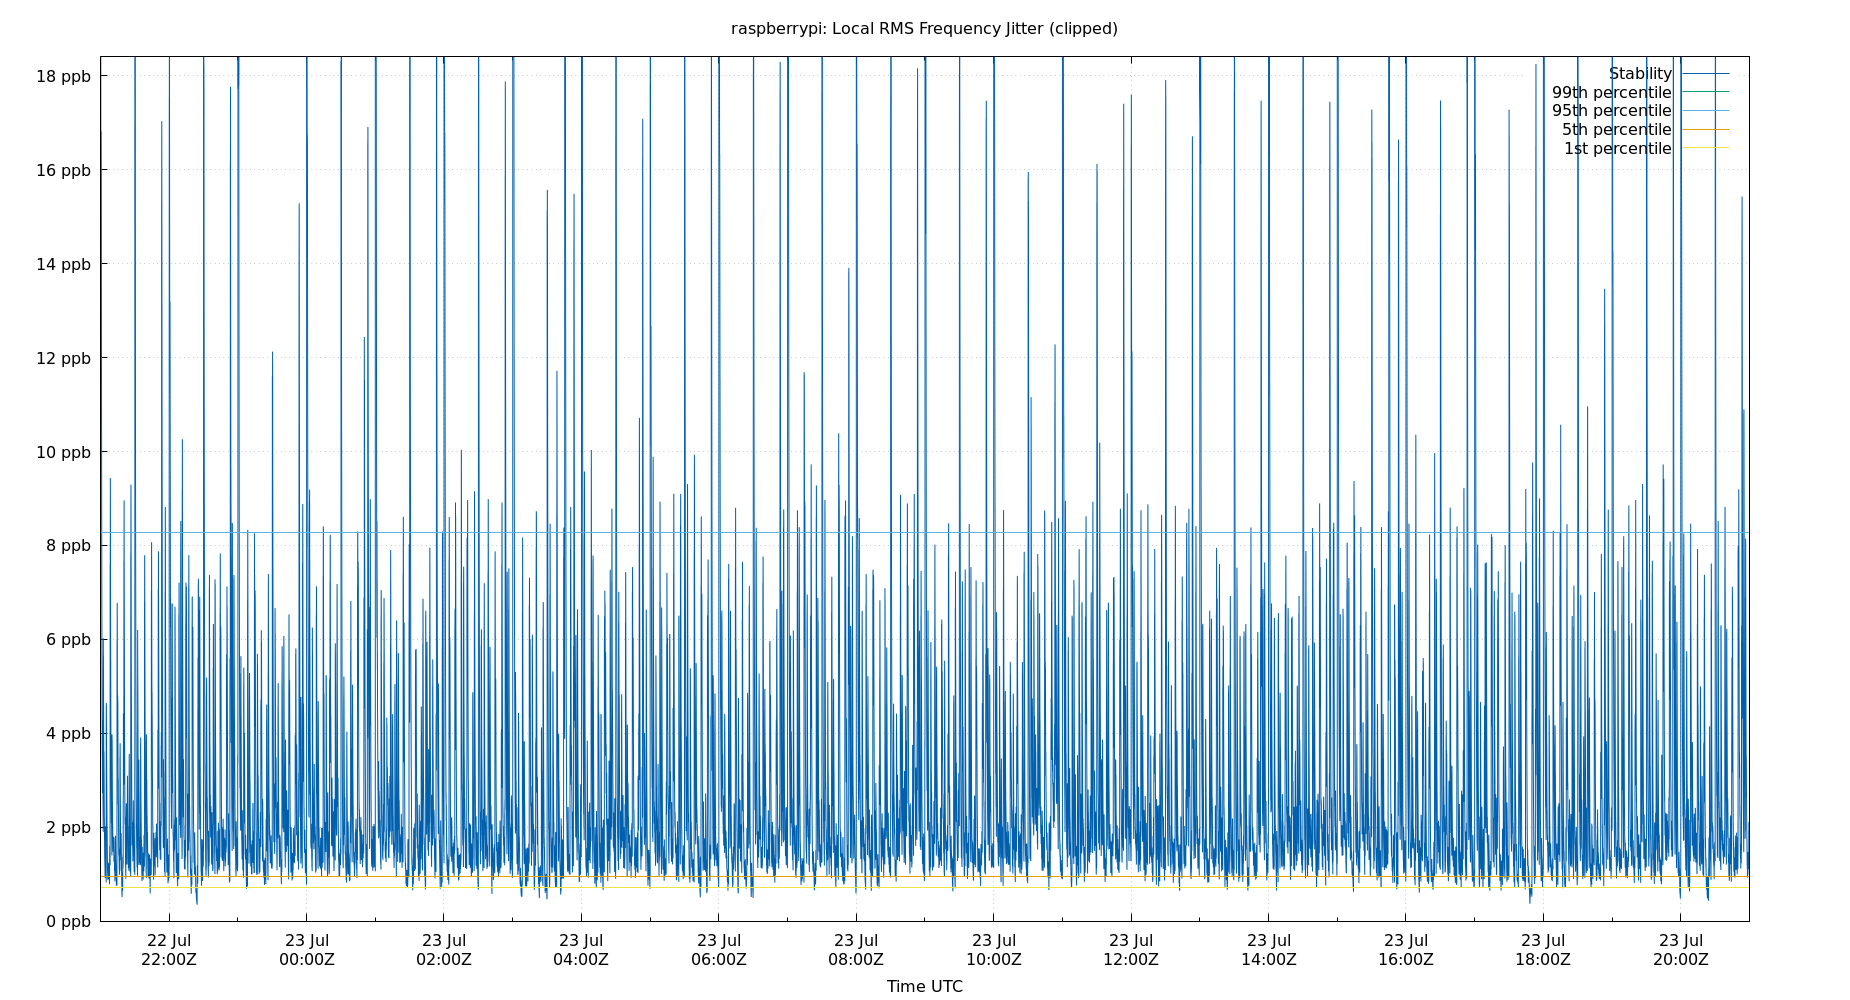 raspberrypi: Local RMS Frequency Jitter (clipped)
18 ppb
16 ppb
14 ppb
12 ppb
10 ppb
8 ppb
6 ppb
4 ppb
2 ppb
0 ppb
Stability
99th percentile
95th percentile
5th percentile
1st percentile
22 Jul 23 Jul 23 Jul 23 Jul 23 Jul 23 Jul 23 Jul 23 Jul 23 Jul 23 Jul 23 Jul 23 Jul
22:00Z 00:00Z 02:00Z 04:00Z 06:00Z 08:00Z 10:00Z 12:00Z 14:00Z 16:00Z 18:00Z 20:00Z
Time UTC